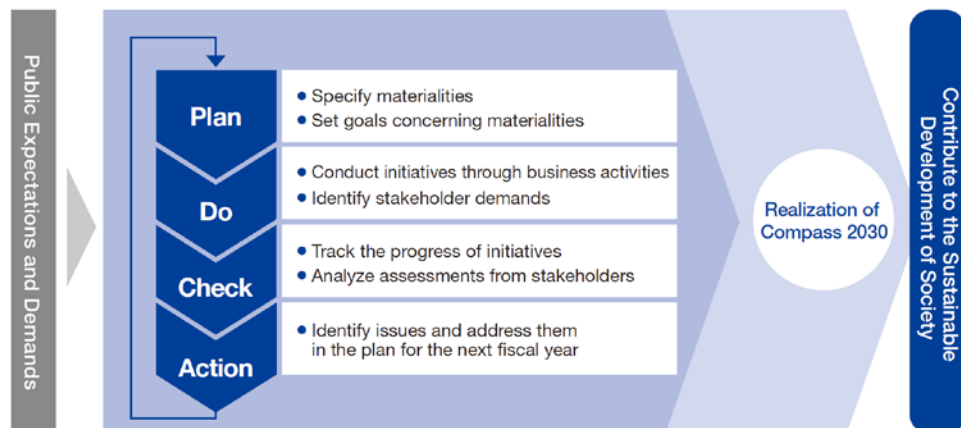 Public Expectations and Demands
Plan
• Specify materialities
• Set goals concerning materialities
Do
• Conduct initiatives through business activities
• Identify stakeholder demands
Check
• Track the progress of initiatives
• Analyze assessments from stakeholders
Action
• Identify issues and address them
in the plan for the next fiscal year
Realization of
Compass 2030
Contribute to the Sustainable
Development of Society